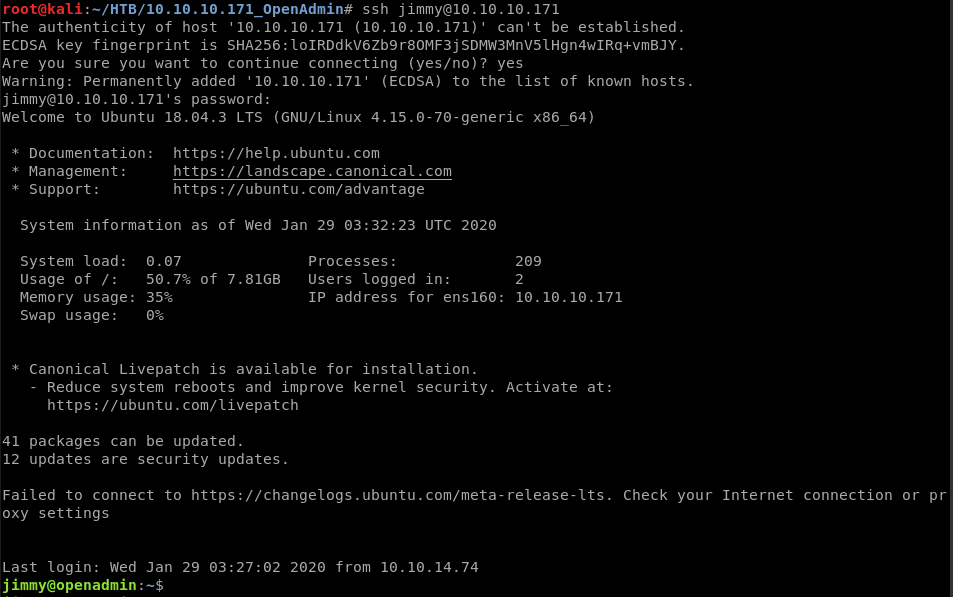 root@kali:~/HTB/10.10.10.171_OpenAdmin# ssh jimmy@10.10.10.171
The authenticity of host '10.10.10.171 (10.10.10.171)' can't be established.
ECDSA key fingerprint is SHA256:loIRDdkV6Zb9r8OMF3jSDMW3MnV5lHgn4wIRq+vmBJY.
Are you sure you want to continue connecting (yes/no)? yes
Warning: Permanently added '10.10.10.171' (ECDSA) to the list of known hosts.
jimmy@10.10.10.171's password:
Welcome to Ubuntu 18.04.3 LTS (GNU/Linux 4.15.0-70-generic x86_64)

 * Documentation:  https://help.ubuntu.com
 * Management:     https://landscape.canonical.com
 * Support:        https://ubuntu.com/advantage

  System information as of Wed Jan 29 03:32:23 UTC 2020

  System load:  0.07              Processes:             209
  Usage of /:   50.7% of 7.81GB   Users logged in:       2
  Memory usage: 35%               IP address for ens160: 10.10.10.171
  Swap usage:   0%


 * Canonical Livepatch is available for installation.
   - Reduce system reboots and improve kernel security. Activate at:
     https://ubuntu.com/livepatch

41 packages can be updated.
12 updates are security updates.

Failed to connect to https://changelogs.ubuntu.com/meta-release-lts. Check your Internet connection or pr
oxy settings


Last login: Wed Jan 29 03:27:02 2020 from 10.10.14.74
jimmy@openadmin:~$